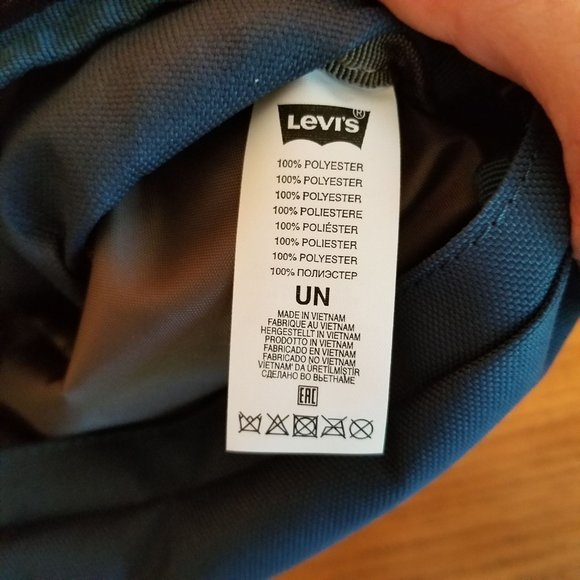 Levi's®
100% POLYESTER
100% POLYESTER
100% POLYESTER
100% POLIESTERE
100% POLIÉSTER
100% POLIESTER
100% POLYESTER
100% ПОЛИЭСТЕР
UN
MADE IN VIETNAM
FABRIQUE AU VIETNAM
HERGESTELLT IN VIETNAM
PRODOTTO IN VIETNAM
FABRICADO EN VIETNAM
FABRICADO NO VIETNAM
VIETNAM' DA ÜRETILMIŞTIR
СДЕЛАНО ВО ВЬЕТНАМЕ
EAC